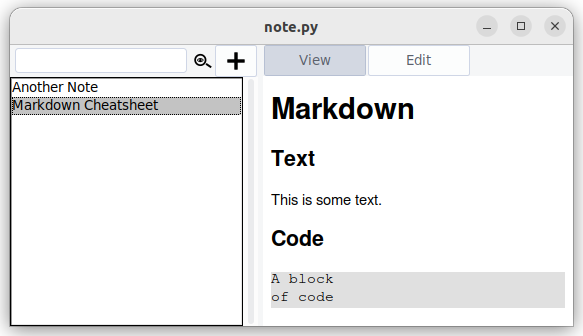 note.py
View
Edit
Another Note
Markdown Cheatsheet
Markdown
Text
This is some text.
Code
A block
of code